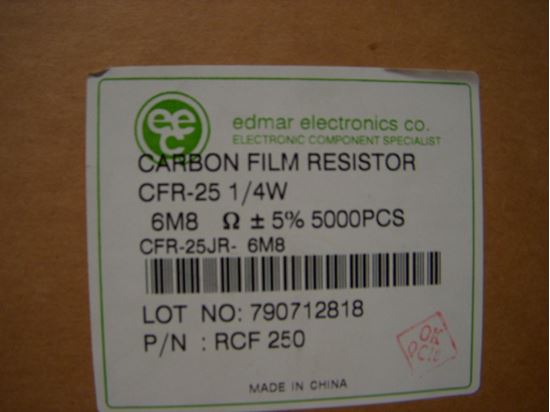 eec
edmar electronics co.
ELECTRONIC COMPONENT SPECIALIST
CARBON FILM RESISTOR
CFR-25 1/4W
6M8 Ω ± 5% 5000PCS
CFR-25JR- 6M8
LOT NO: 790712818
P/N : RCF 250
MADE IN CHINA